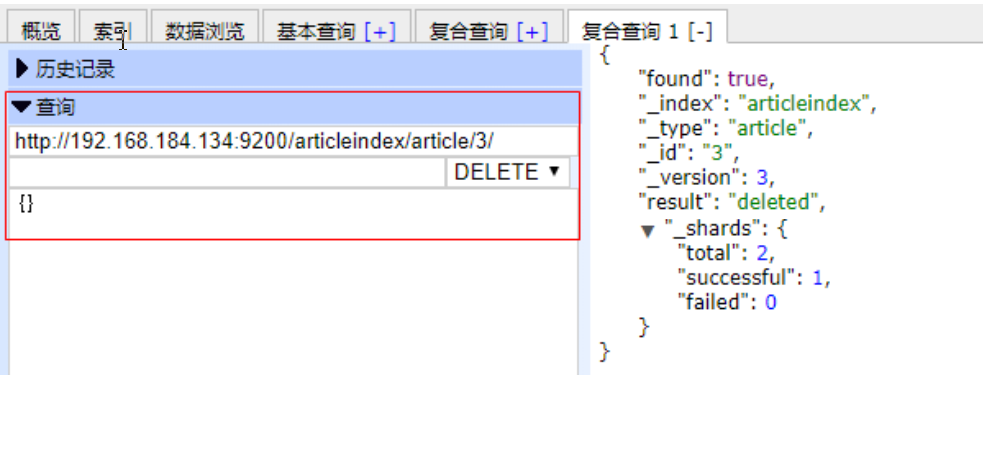 概览 索引 数据浏览 基本查询 [+] 复合查询 [+] 复合查询 1 [-]
历史记录
查询
http://192.168.184.134:9200/articleindex/article/3/
DELETE ▼
{}
{
"found": true,
"_index": "articleindex",
"_type": "article",
"_id": "3",
"_version": 3,
"result": "deleted",
▼ "_shards": {
"total": 2,
"successful": 1,
"failed": 0
}
}